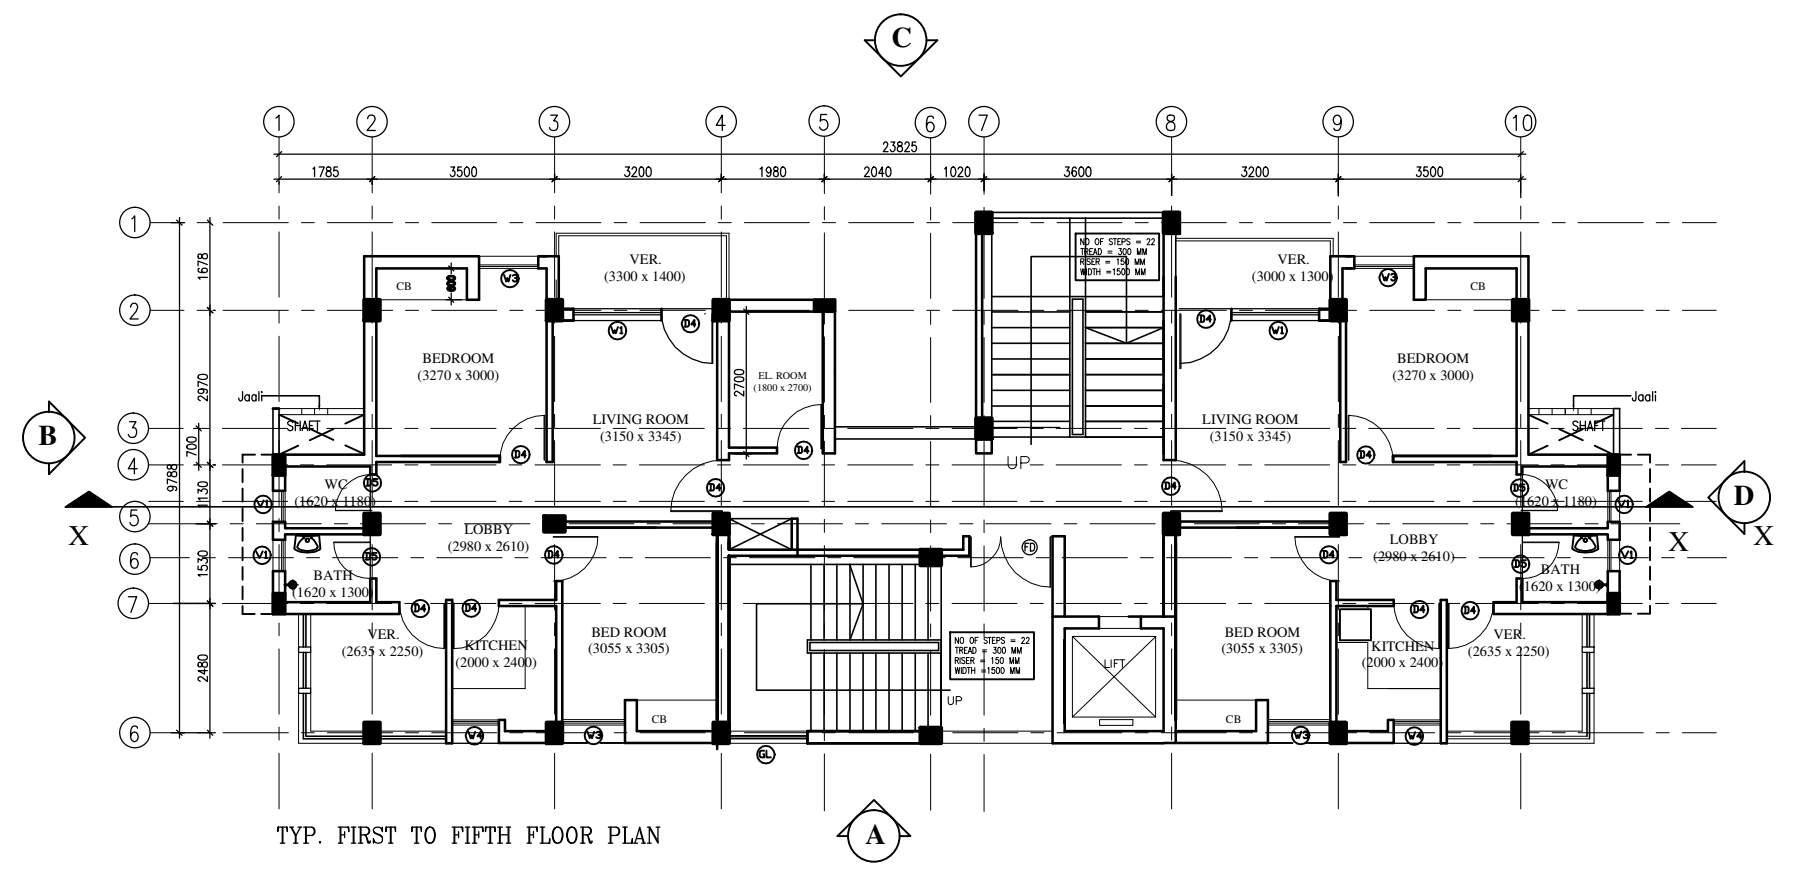 C
1 2 3 4 5 6 7 8 9 10
23825
1785 3500 3200 1980 2040 1020 3600 3200 3500
1
1678
VER.
(3300 x 1400)
NO OF STEPS = 22
TREAD = 300 MM
RISER = 150 MM
WIDTH =1500 MM
VER.
(3000 x 1300)
CB
600
W3
W3
CB
2
W1
D4
D4
W1
2970
BEDROOM
(3270 x 3000)
2700
EL. ROOM
(1800 x 2700)
BEDROOM
(3270 x 3000)
Jaali
Jaali
SHAFT
LIVING ROOM
(3150 x 3345)
LIVING ROOM
(3150 x 3345)
SHAFT
B
3
700
D4
D4
D4
UP
4
9788
1130
WC
(1620 x 1180)
D5
D4
D4
D5
WC
(1620 x 1180)
V1
V1
D
X
5
X
X
LOBBY
(2980 x 2610)
LOBBY
(2980 x 2610)
6
1530
V1
D5
D3
FD
D4
D5
V1
BATH
(1620 x 1300)
BATH
(1620 x 1300)
7
D4
D4
D4
D4
VER.
(2635 x 2250)
KITCHEN
(2000 x 2400)
BED ROOM
(3055 x 3305)
NO OF STEPS = 22
TREAD = 300 MM
RISER = 150 MM
WIDTH =1500 MM
LIFT
BED ROOM
(3055 x 3305)
KITCHEN
(2000 x 2400)
VER.
(2635 x 2250)
2480
UP
CB
CB
6
W4
W3
GL
W3
W4
TYP. FIRST TO FIFTH FLOOR PLAN
A